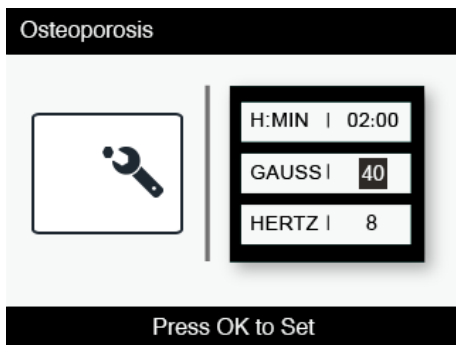 Osteoporosis
H:MIN | 02:00
GAUSS | 40
HERTZ | 8
Press OK to Set